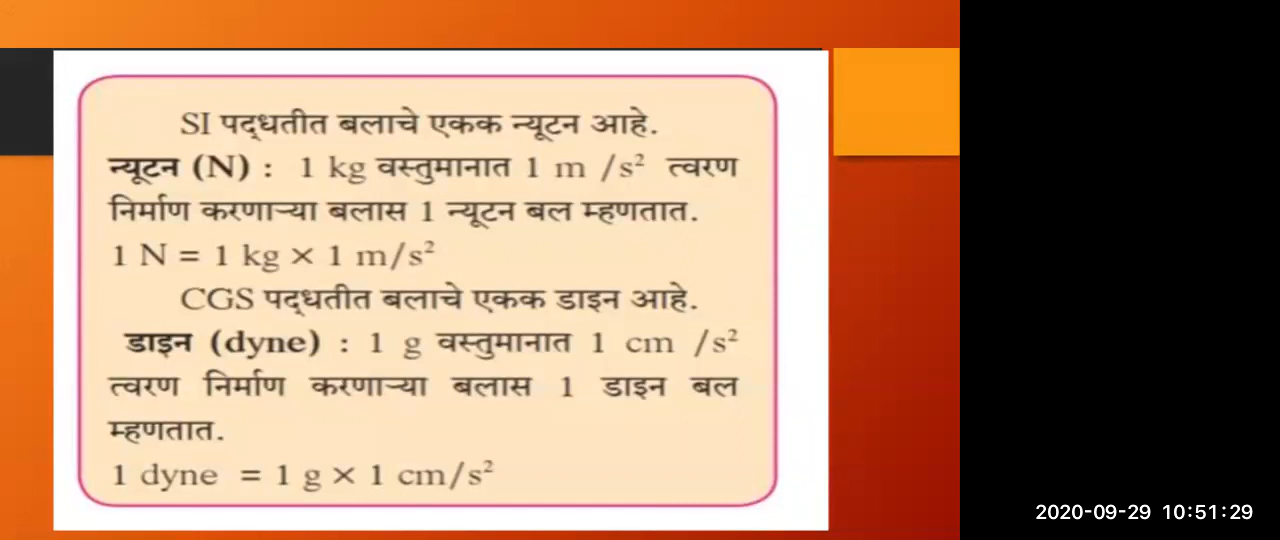 SI पद्धतीत बलाचे एकक न्यूटन आहे.
न्यूटन (N) : 1 kg वस्तुमानात 1 m /s² त्वरण
निर्माण करणाऱ्या बलास 1 न्यूटन बल म्हणतात.
1 N = 1 kg × 1 m/s²
CGS पद्धतीत बलाचे एकक डाइन आहे.
डाइन (dyne) : 1 g वस्तुमानात 1 cm /s²
त्वरण निर्माण करणाऱ्या बलास 1 डाइन बल
म्हणतात.
1 dyne = 1 g × 1 cm/s²
2020-09-29 10:51:29